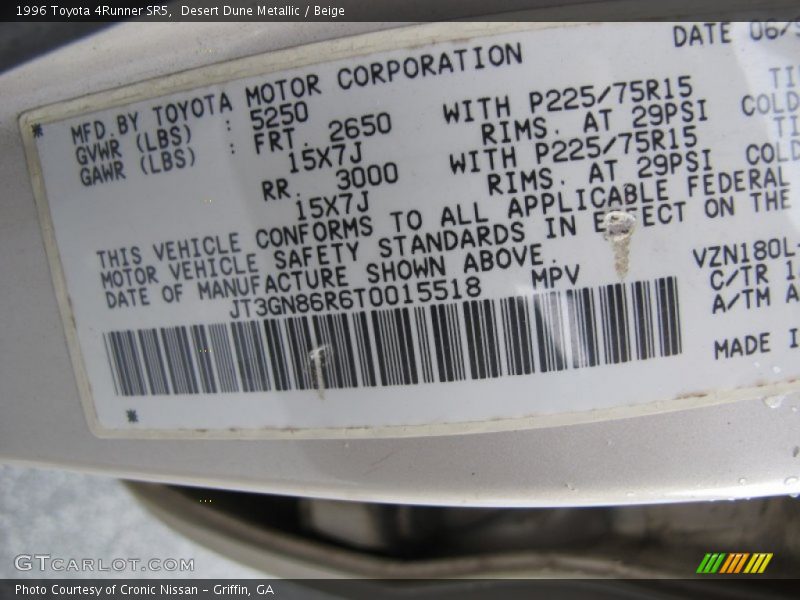 1996 Toyota 4Runner SR5, Desert Dune Metallic / Beige
DATE 06/
MFD. BY TOYOTA MOTOR CORPORATION
GVWR (LBS) : 5250
GAWR (LBS) : FRT. 2650 WITH P225/75R15
15X7J RIMS. AT 29PSI COLD
RR. 3000 WITH P225/75R15
15X7J RIMS. AT 29PSI COLD
THIS VEHICLE CONFORMS TO ALL APPLICABLE FEDERAL
MOTOR VEHICLE SAFETY STANDARDS IN EFFECT ON THE
DATE OF MANUFACTURE SHOWN ABOVE.
JT3GN86R6T0015518 MPV
VZN180L-
C/TR 1
A/TM A
MADE I
GTCarlot.com
Photo Courtesy of Cronic Nissan - Griffin, GA